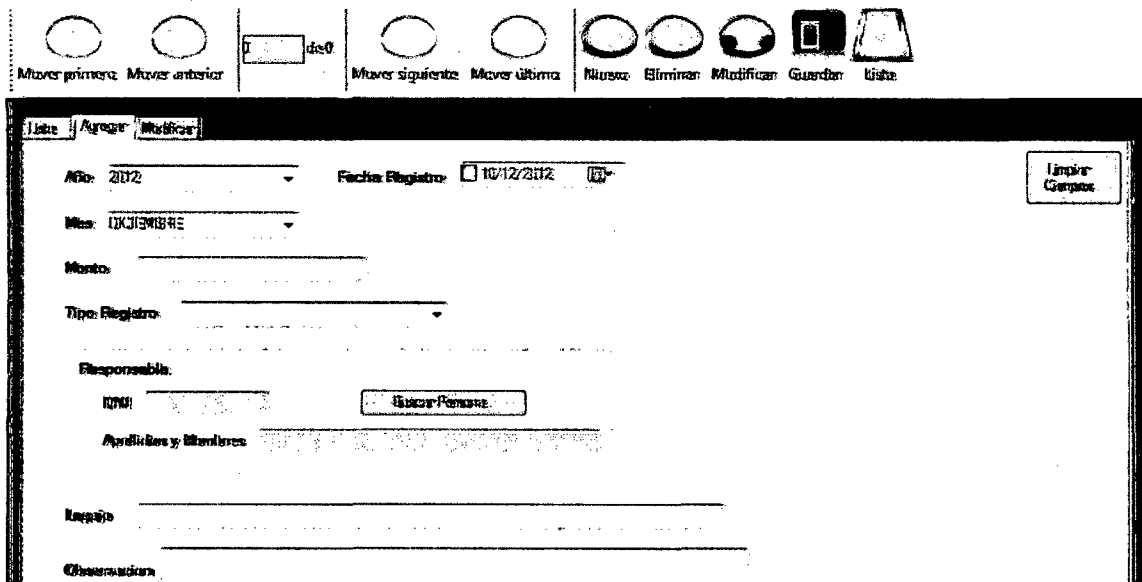 de 0
Mover primero Mover anterior Mover siguiente Mover último Nuevo Eliminar Modificar Guardar Lista
Lista Agregar Modificar
Año: 2012 Fecha Registro: 10/12/2012 Limpiar
Campos
Mes: DICIEMBRE
Monto:
Tipo Registro:
Responsable:
DNI: Buscar Persona
Apellidos y Nombres: